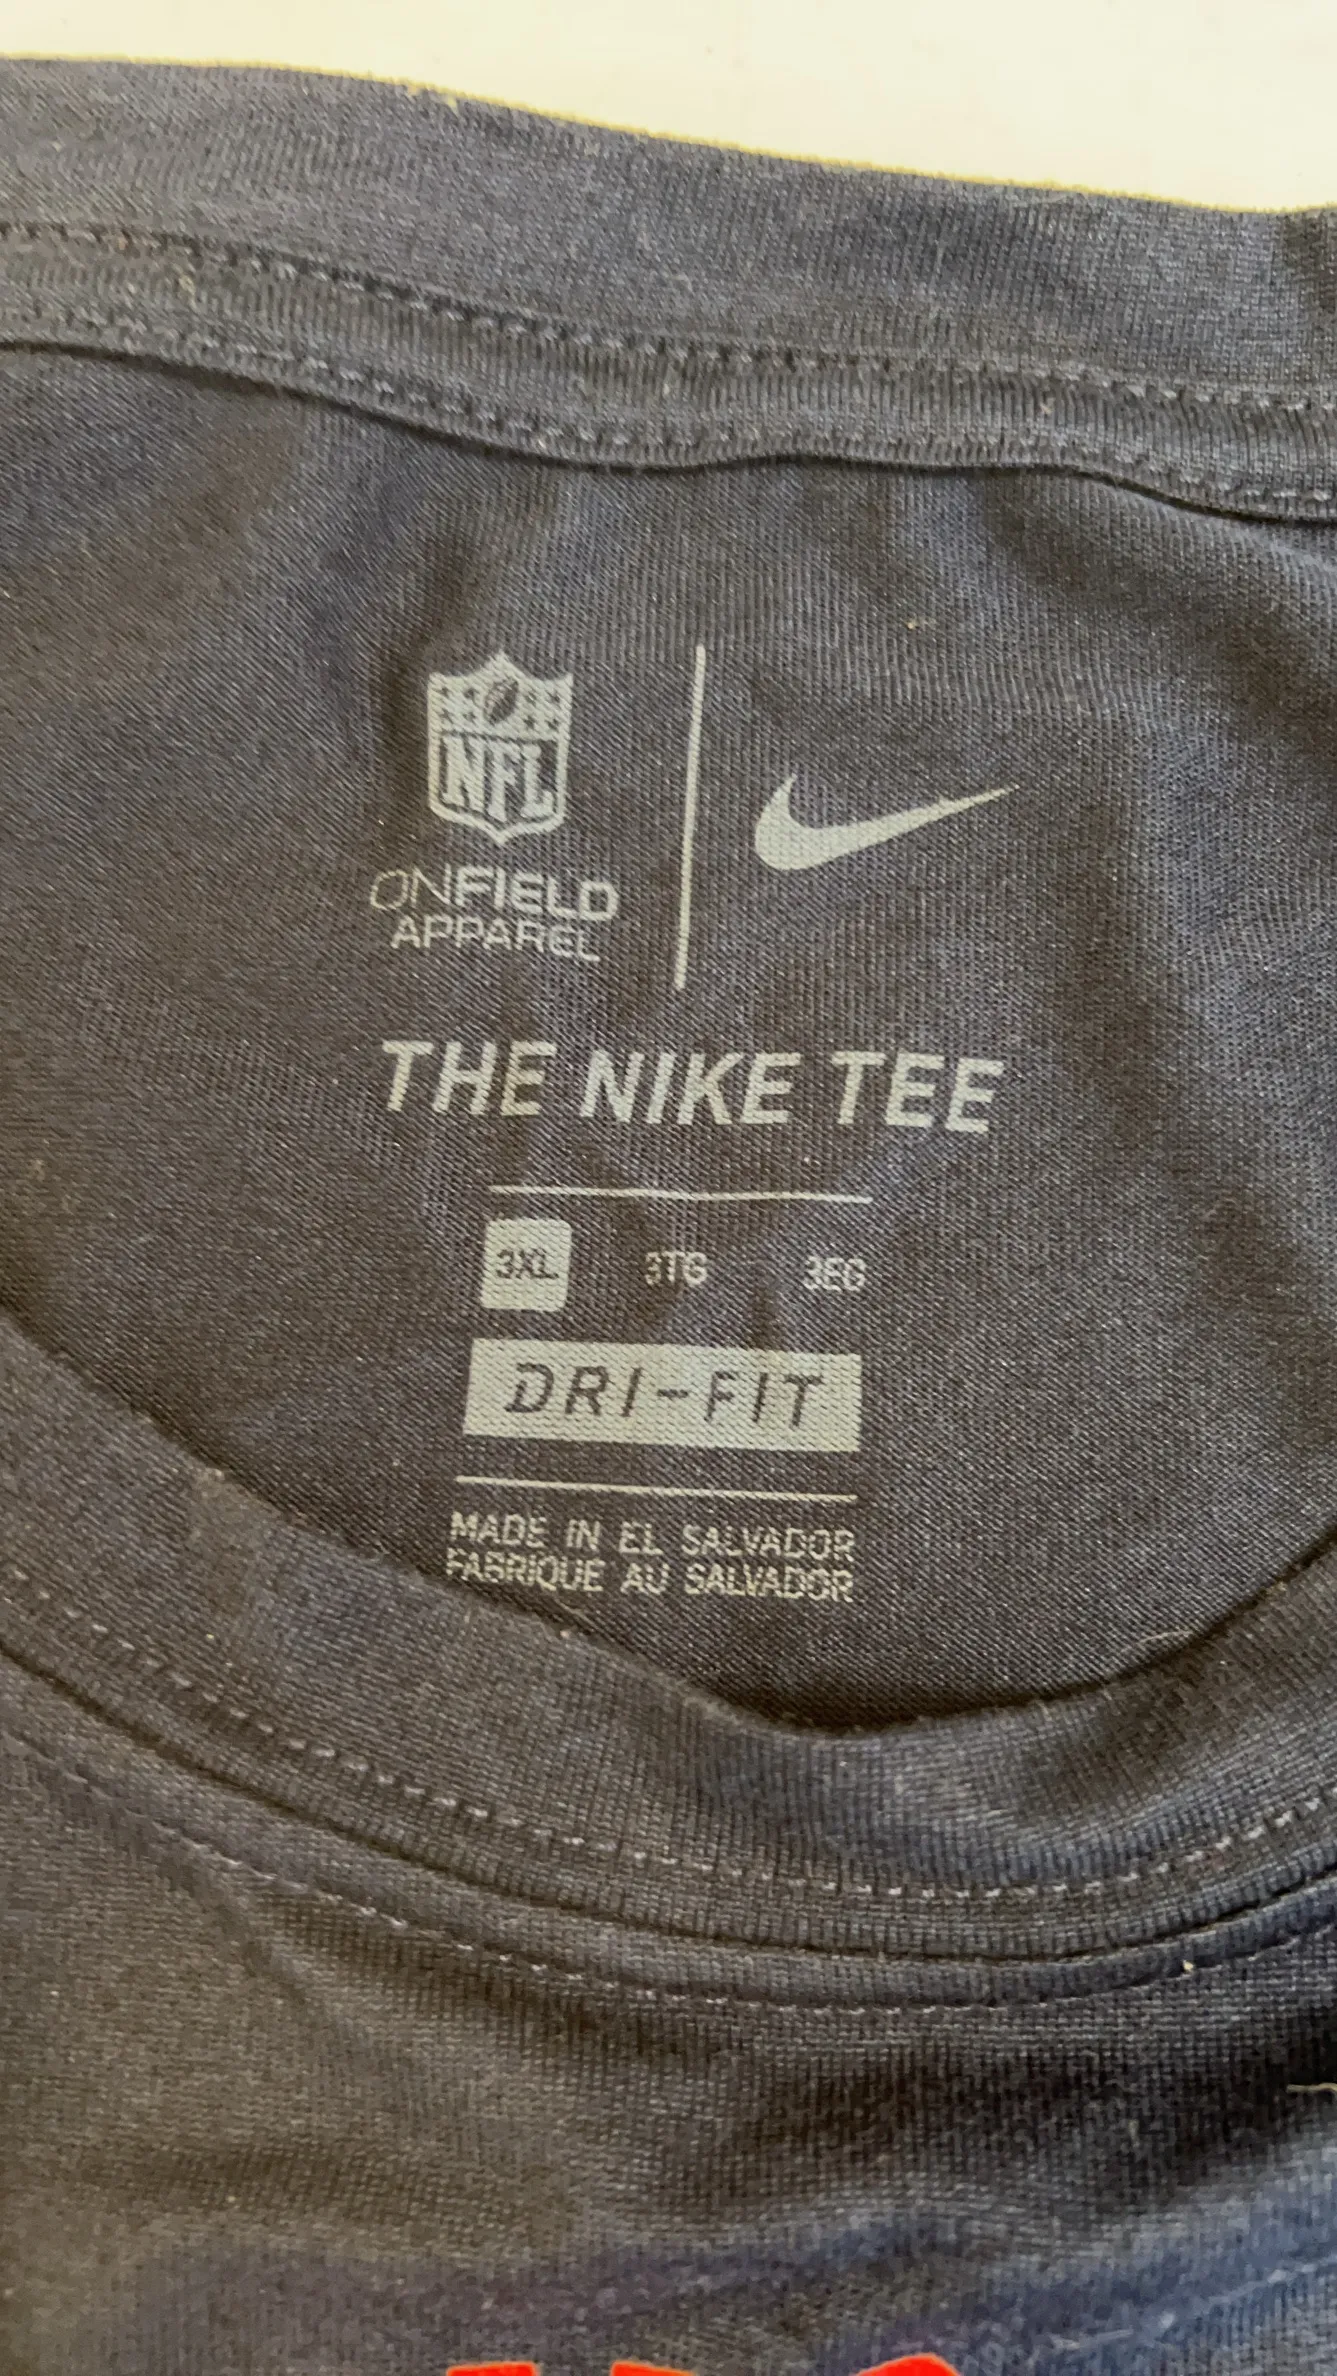 NFL
ONFIELD
APPAREL
THE NIKE TEE
3XL 3TG 3EG
DRI-FIT
MADE IN EL SALVADOR
FABRIQUE AU SALVADOR